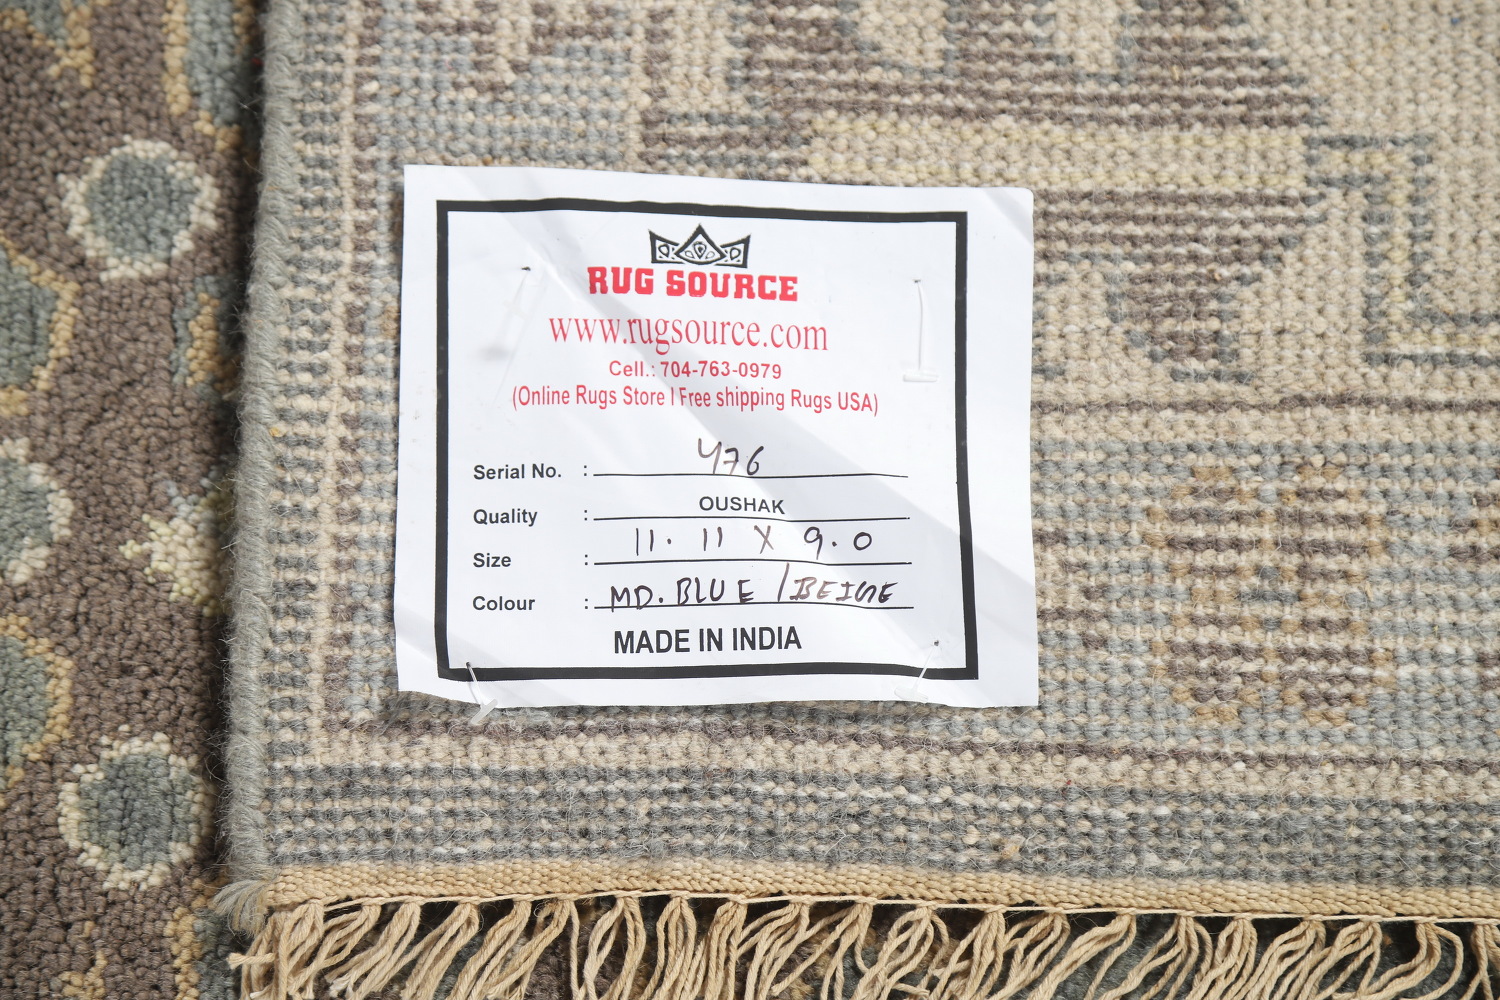 RUG SOURCE
www.rugsource.com
Cell.: 704-763-0979
(Online Rugs Store | Free shipping Rugs USA)
Serial No. : 476
Quality : OUSHAK
Size : 11.11 X 9.0
Colour : MD. BLUE / BEIGE
MADE IN INDIA